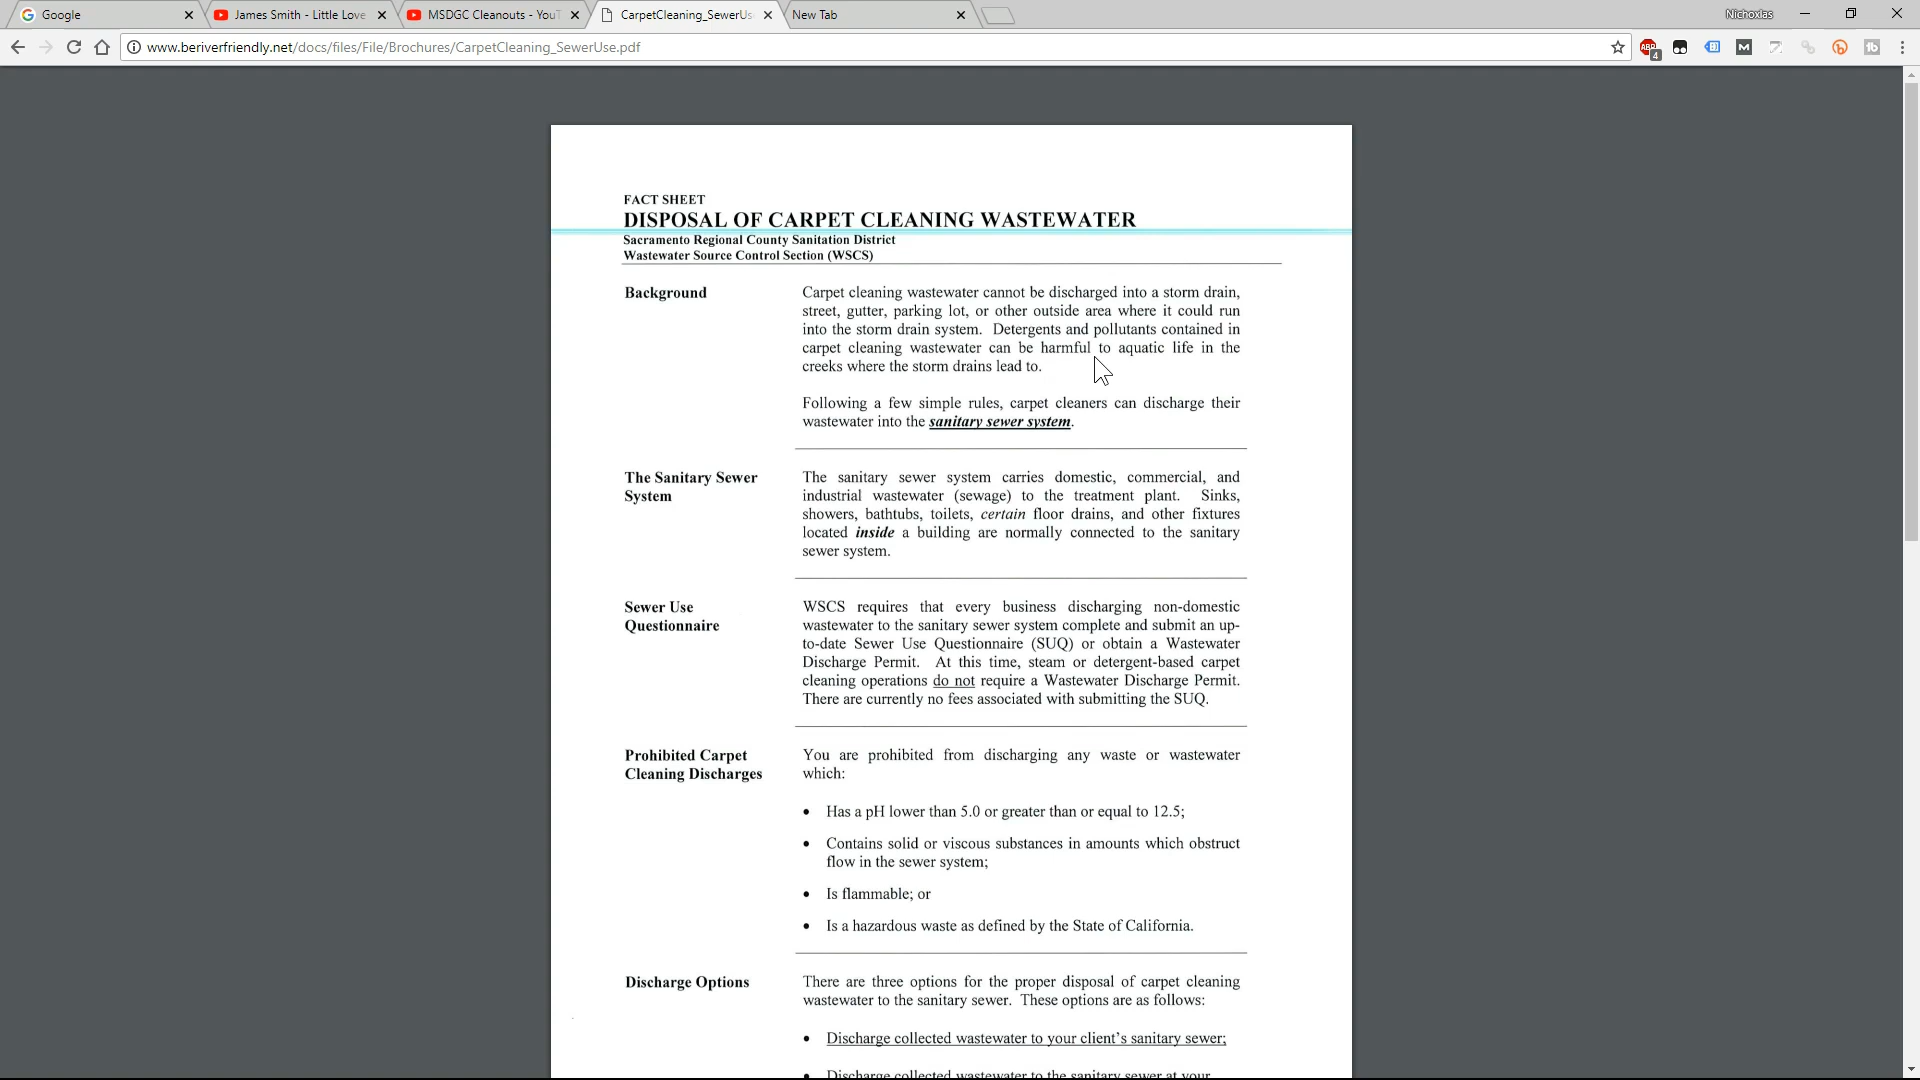 Google
James Smith - Little Love
MSDGC Cleanouts - YouT
CarpetCleaning_SewerUs
New Tab
Nichoxlas
www.beriverfriendly.net/docs/files/File/Brochures/CarpetCleaning_SewerUse.pdf
ABP
4
M
1b
FACT SHEET
DISPOSAL OF CARPET CLEANING WASTEWATER
Sacramento Regional County Sanitation District
Wastewater Source Control Section (WSCS)
Background
Carpet cleaning wastewater cannot be discharged into a storm drain,
street, gutter, parking lot, or other outside area where it could run
into the storm drain system. Detergents and pollutants contained in
carpet cleaning wastewater can be harmful to aquatic life in the
creeks where the storm drains lead to.
Following a few simple rules, carpet cleaners can discharge their
wastewater into the sanitary sewer system.
The Sanitary Sewer
System
The sanitary sewer system carries domestic, commercial, and
industrial wastewater (sewage) to the treatment plant. Sinks,
showers, bathtubs, toilets, certain floor drains, and other fixtures
located inside a building are normally connected to the sanitary
sewer system.
Sewer Use
Questionnaire
WSCS requires that every business discharging non-domestic
wastewater to the sanitary sewer system complete and submit an up-
to-date Sewer Use Questionnaire (SUQ) or obtain a Wastewater
Discharge Permit. At this time, steam or detergent-based carpet
cleaning operations do not require a Wastewater Discharge Permit.
There are currently no fees associated with submitting the SUQ.
Prohibited Carpet
Cleaning Discharges
You are prohibited from discharging any waste or wastewater
which:
• Has a pH lower than 5.0 or greater than or equal to 12.5;
• Contains solid or viscous substances in amounts which obstruct
flow in the sewer system;
• Is flammable; or
• Is a hazardous waste as defined by the State of California.
Discharge Options
There are three options for the proper disposal of carpet cleaning
wastewater to the sanitary sewer. These options are as follows:
• Discharge collected wastewater to your client's sanitary sewer;
• Discharge collected wastewater to the sanitary sewer at your